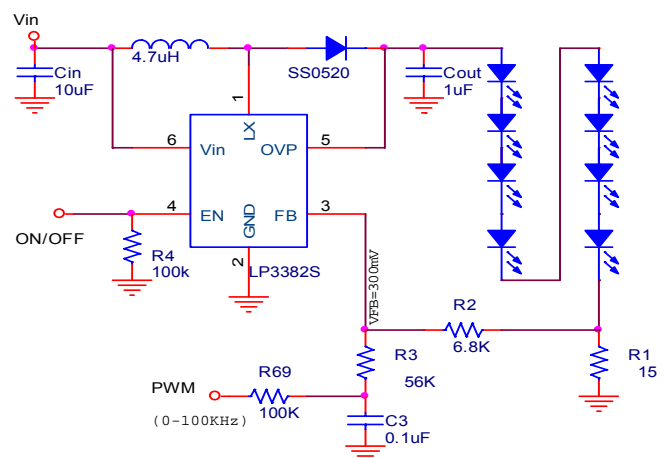 Vin
Cin
10uF
4.7uH
SS0520
Cout
1uF
1
LX
6
Vin
OVP
5
4
EN
GND
FB
3
ON/OFF
R4
100k
2
LP3382S
VFB=300mV
R2
6.8K
R3
56K
R1
15
PWM
(0-100KHz)
R69
100K
C3
0.1uF